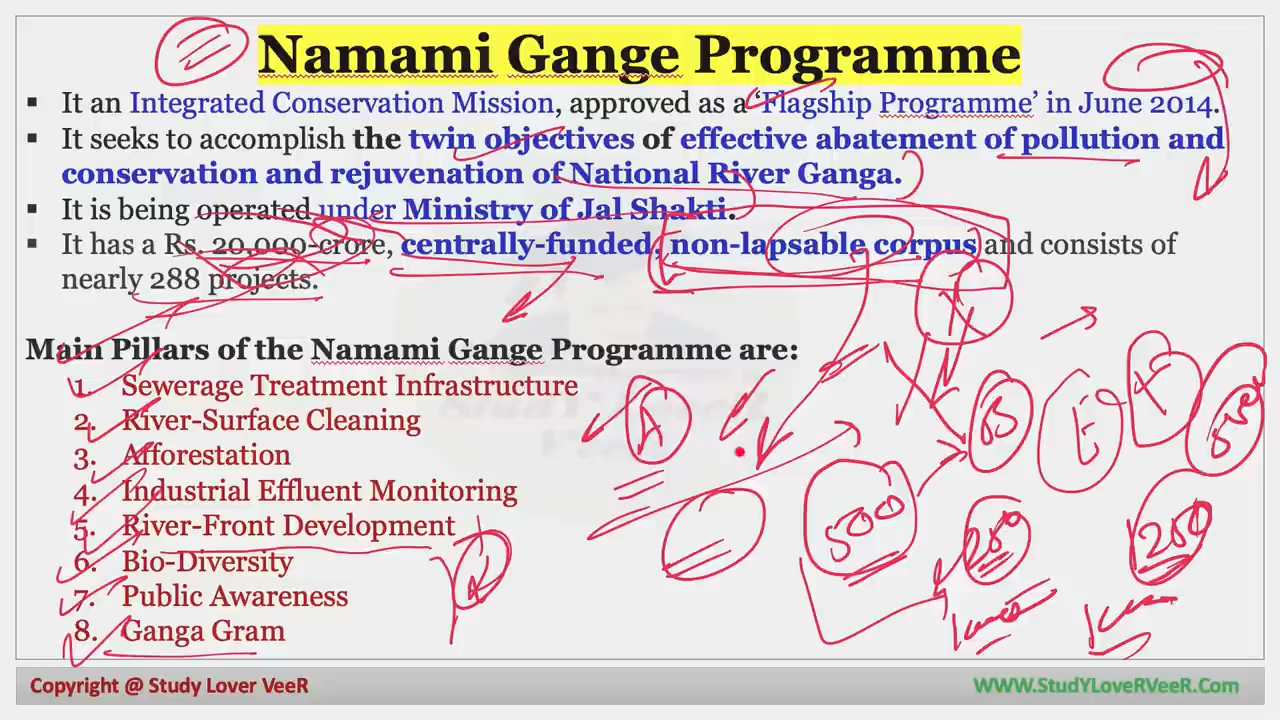 Namami Gange Programme
▪ It an Integrated Conservation Mission, approved as a ‘Flagship Programme’ in June 2014.
▪ It seeks to accomplish the twin objectives of effective abatement of pollution and
conservation and rejuvenation of National River Ganga.
▪ It is being operated under Ministry of Jal Shakti.
▪ It has a Rs. 20,000-crore, centrally-funded, non-lapsable corpus and consists of
nearly 288 projects.
Main Pillars of the Namami Gange Programme are:
1. Sewerage Treatment Infrastructure
2. River-Surface Cleaning
3. Afforestation
4. Industrial Effluent Monitoring
5. River-Front Development
6. Bio-Diversity
7. Public Awareness
8. Ganga Gram
A
B
500
Copyright @ Study Lover VeeR
WWW.StudYLoveRVeeR.Com